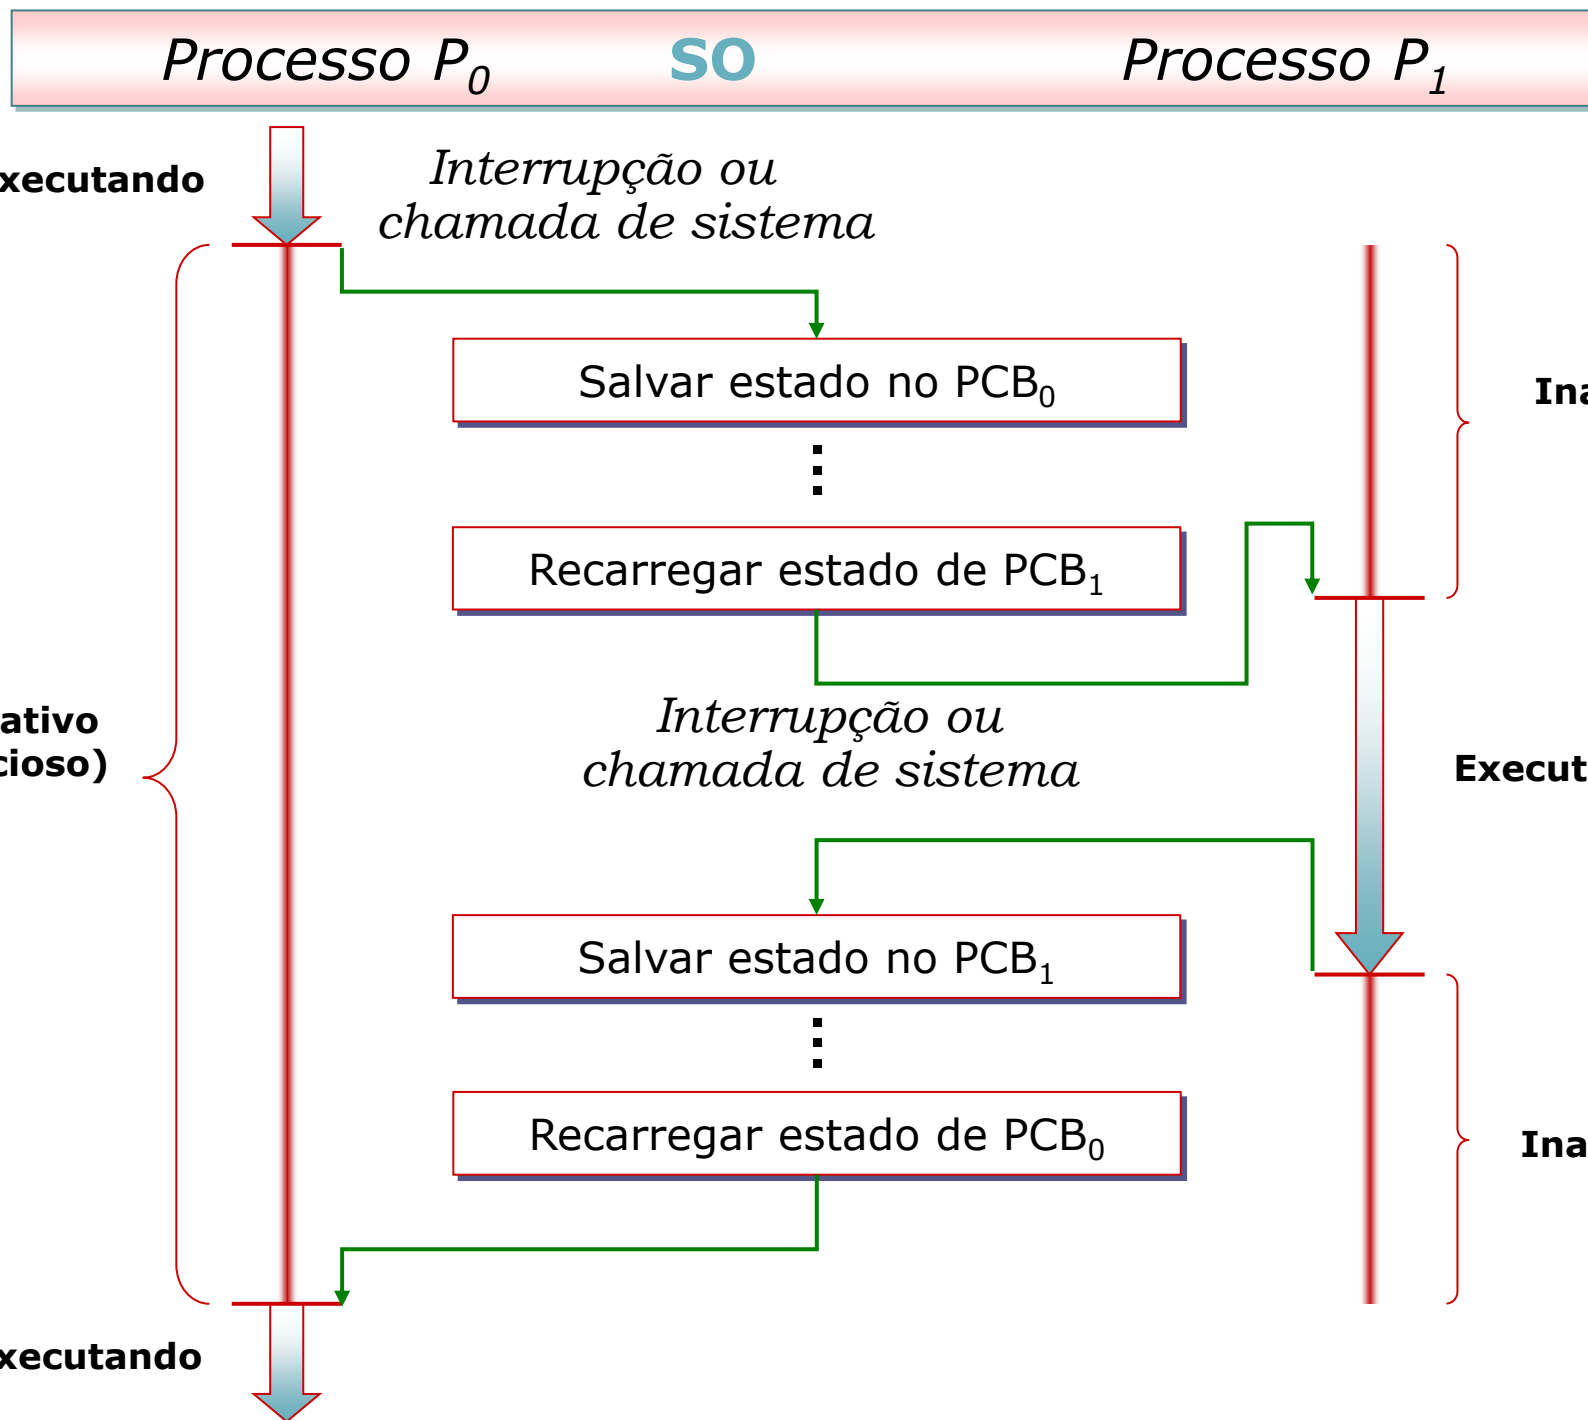 Processo P0 SO Processo P1
xecutando
Interrupção ou
chamada de sistema
Salvar estado no PCB0
Ina
Recarregar estado de PCB1
Interrupção ou
chamada de sistema
ativo
cioso)
Execut
Salvar estado no PCB1
Recarregar estado de PCB0
Ina
xecutando